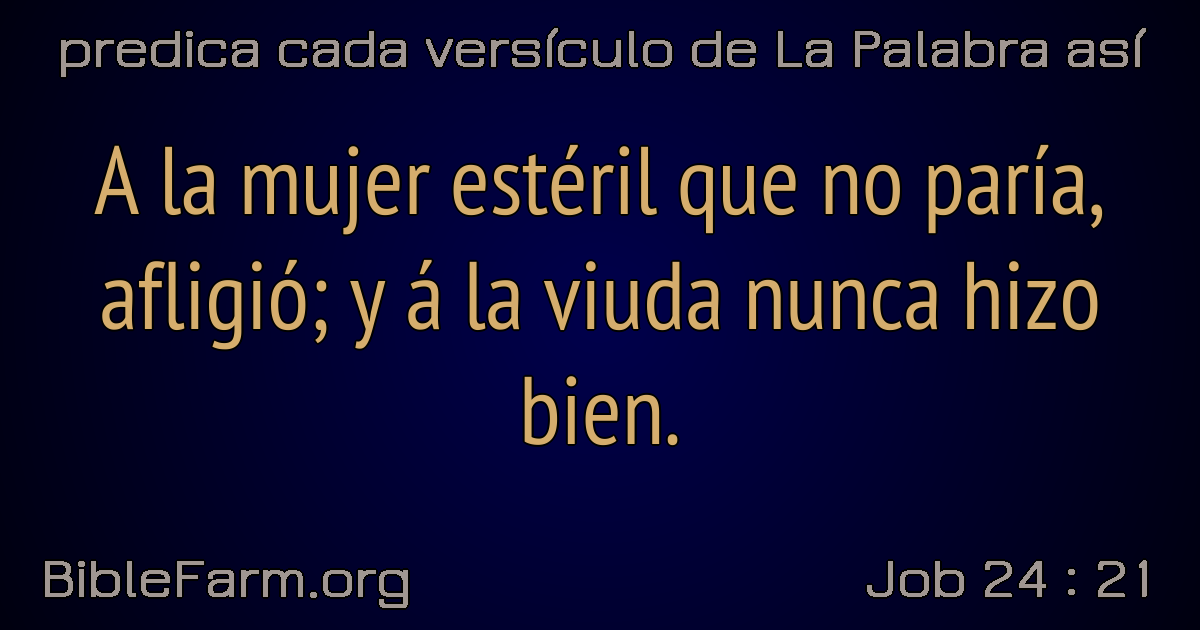 predica cada versículo de La Palabra así
A la mujer estéril que no paría,
afligió; y á la viuda nunca hizo
bien.
BibleFarm.org
Job 24 : 21